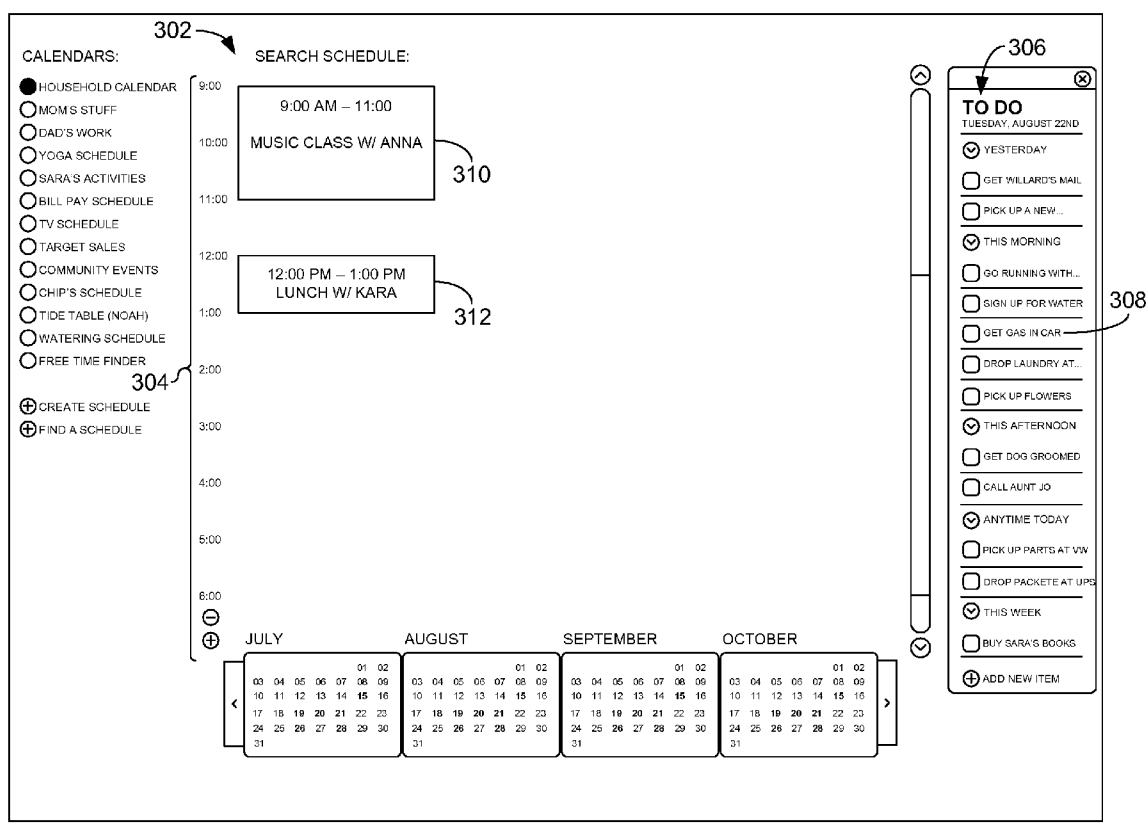 302
CALENDARS:
SEARCH SCHEDULE:
HOUSEHOLD CALENDAR
MOM'S STUFF
DAD'S WORK
YOGA SCHEDULE
SARA'S ACTIVITIES
BILL PAY SCHEDULE
TV SCHEDULE
TARGET SALES
COMMUNITY EVENTS
CHIP'S SCHEDULE
TIDE TABLE (NOAH)
WATERING SCHEDULE
FREE TIME FINDER
304
CREATE SCHEDULE
FIND A SCHEDULE
9:00
10:00
11:00
12:00
1:00
2:00
3:00
4:00
5:00
6:00
9:00 AM – 11:00
MUSIC CLASS W/ ANNA
310
12:00 PM – 1:00 PM
LUNCH W/ KARA
312
306
TO DO
TUESDAY, AUGUST 22ND
YESTERDAY
GET WILLARD'S MAIL
PICK UP A NEW...
THIS MORNING
GO RUNNING WITH...
SIGN UP FOR WATER
GET GAS IN CAR
308
DROP LAUNDRY AT...
PICK UP FLOWERS
THIS AFTERNOON
GET DOG GROOMED
CALL AUNT JO
ANYTIME TODAY
PICK UP PARTS AT VW
DROP PACKETE AT UPS
THIS WEEK
BUY SARA'S BOOKS
ADD NEW ITEM
JULY
01 02
03 04 05 06 07 08 09
10 11 12 13 14 15 16
17 18 19 20 21 22 23
24 25 26 27 28 29 30
31
AUGUST
01 02
03 04 05 06 07 08 09
10 11 12 13 14 15 16
17 18 19 20 21 22 23
24 25 26 27 28 29 30
31
SEPTEMBER
01 02
03 04 05 06 07 08 09
10 11 12 13 14 15 16
17 18 19 20 21 22 23
24 25 26 27 28 29 30
31
OCTOBER
01 02
03 04 05 06 07 08 09
10 11 12 13 14 15 16
17 18 19 20 21 22 23
24 25 26 27 28 29 30
31